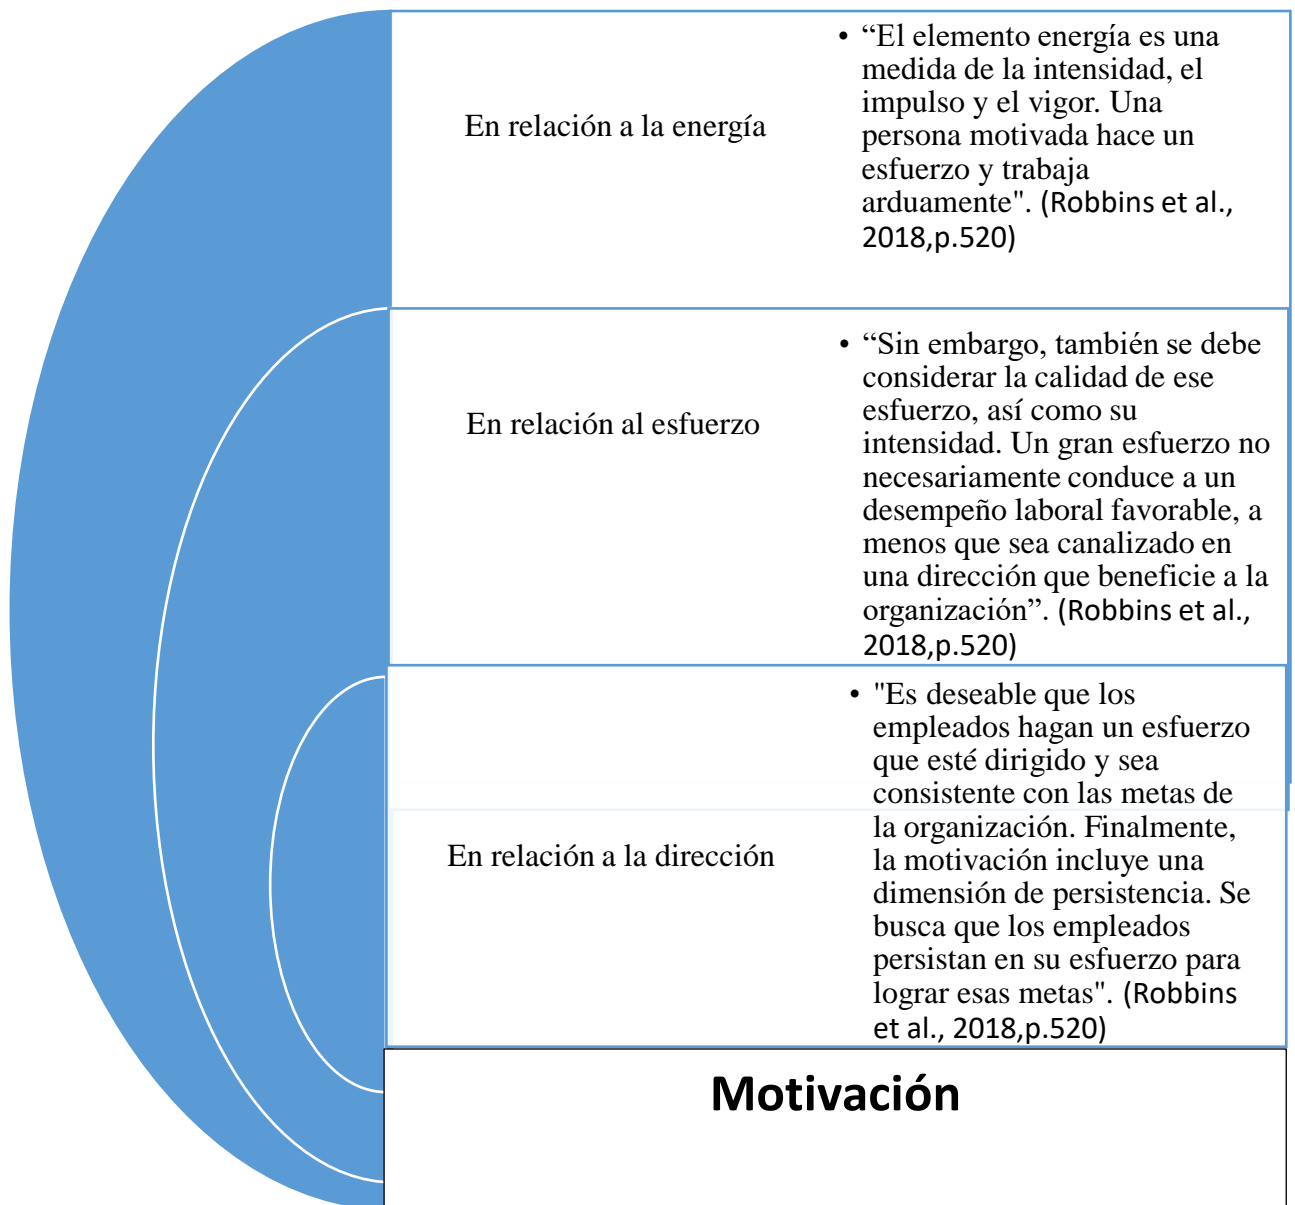 En relación a la energía
• “El elemento energía es una
medida de la intensidad, el
impulso y el vigor. Una
persona motivada hace un
esfuerzo y trabaja
arduamente". (Robbins et al.,
2018,p.520)
En relación al esfuerzo
• “Sin embargo, también se debe
considerar la calidad de ese
esfuerzo, así como su
intensidad. Un gran esfuerzo no
necesariamente conduce a un
desempeño laboral favorable, a
menos que sea canalizado en
una dirección que beneficie a la
organización”. (Robbins et al.,
2018,p.520)
En relación a la dirección
• "Es deseable que los
empleados hagan un esfuerzo
que esté dirigido y sea
consistente con las metas de
la organización. Finalmente,
la motivación incluye una
dimensión de persistencia. Se
busca que los empleados
persistan en su esfuerzo para
lograr esas metas". (Robbins
et al., 2018,p.520)
Motivación